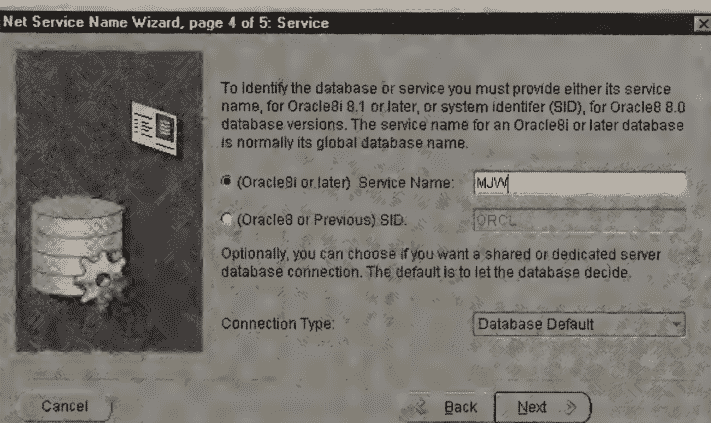 Net Service Name Wizard, page 4 of 5: Service
To identify the database or service you must provide either its service
name, for Oracle8i 8.1 or later, or system identifer (SID), for Oracle8 8.0
database versions. The service name for an Oracle8i or later database
is normally its global database name.
(Oracle8i or later) Service Name: MJW
(Oracle8 or Previous) SID: ORCL
Optionally, you can choose if you want a shared or dedicated server
database connection. The default is to let the database decide.
Connection Type: Database Default
Cancel Back Next